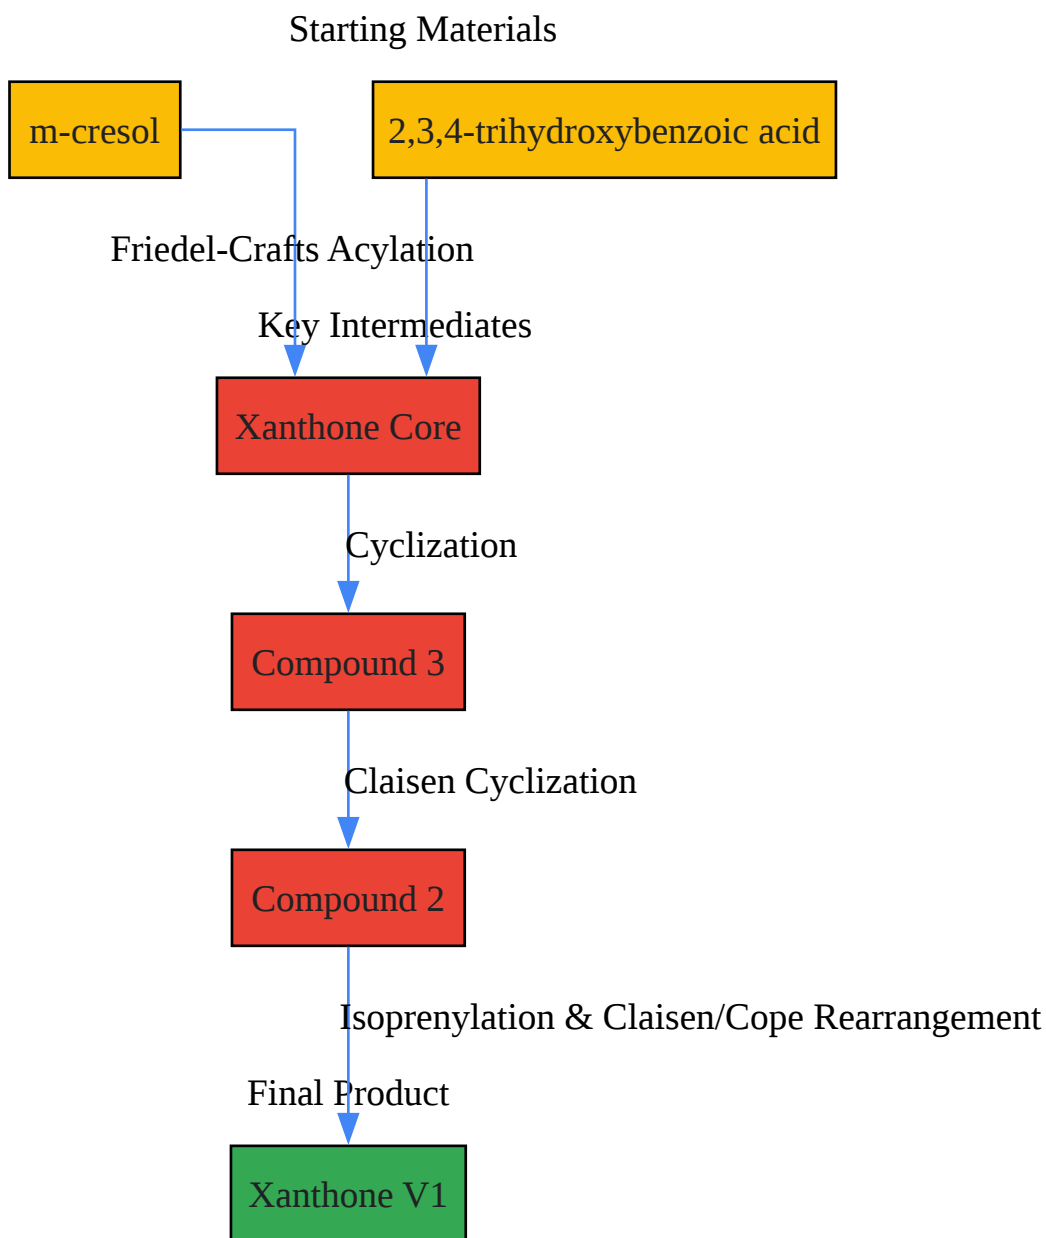 Starting Materials
m-cresol
2,3,4-trihydroxybenzoic acid
Friedel-Crafts Acylation
Key Intermediates
Xanthone Core
Cyclization
Compound 3
Claisen Cyclization
Compound 2
Isoprenylation & Claisen/Cope Rearrangement
Final Product
Xanthone V1